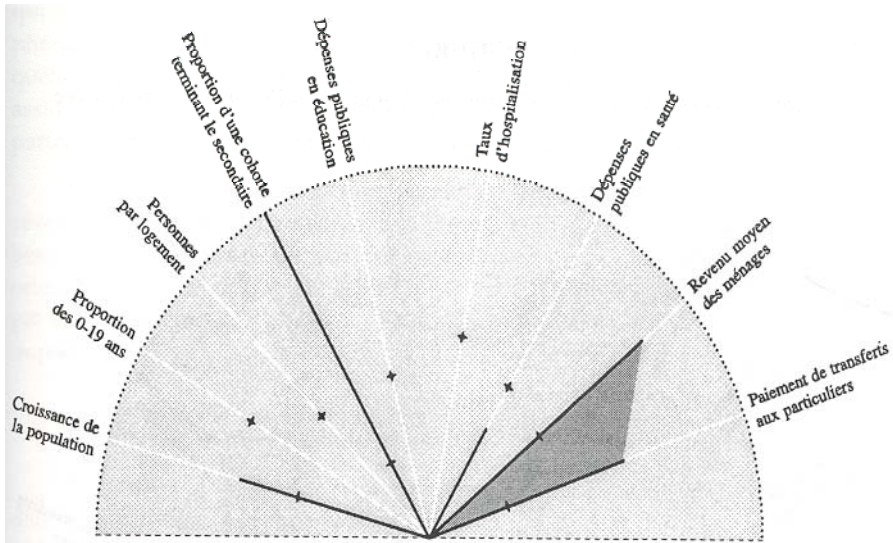 Croissance de
la population
Proportion
des 0-19 ans
Personnes
par logement
Proportion d'une cohorte
terminant le secondaire
Dépenses publiques
en éducation
Taux
d'hospitalisation
Dépenses
publiques en santé
Revenu moyen
des ménages
Paiement de transferts
aux particuliers